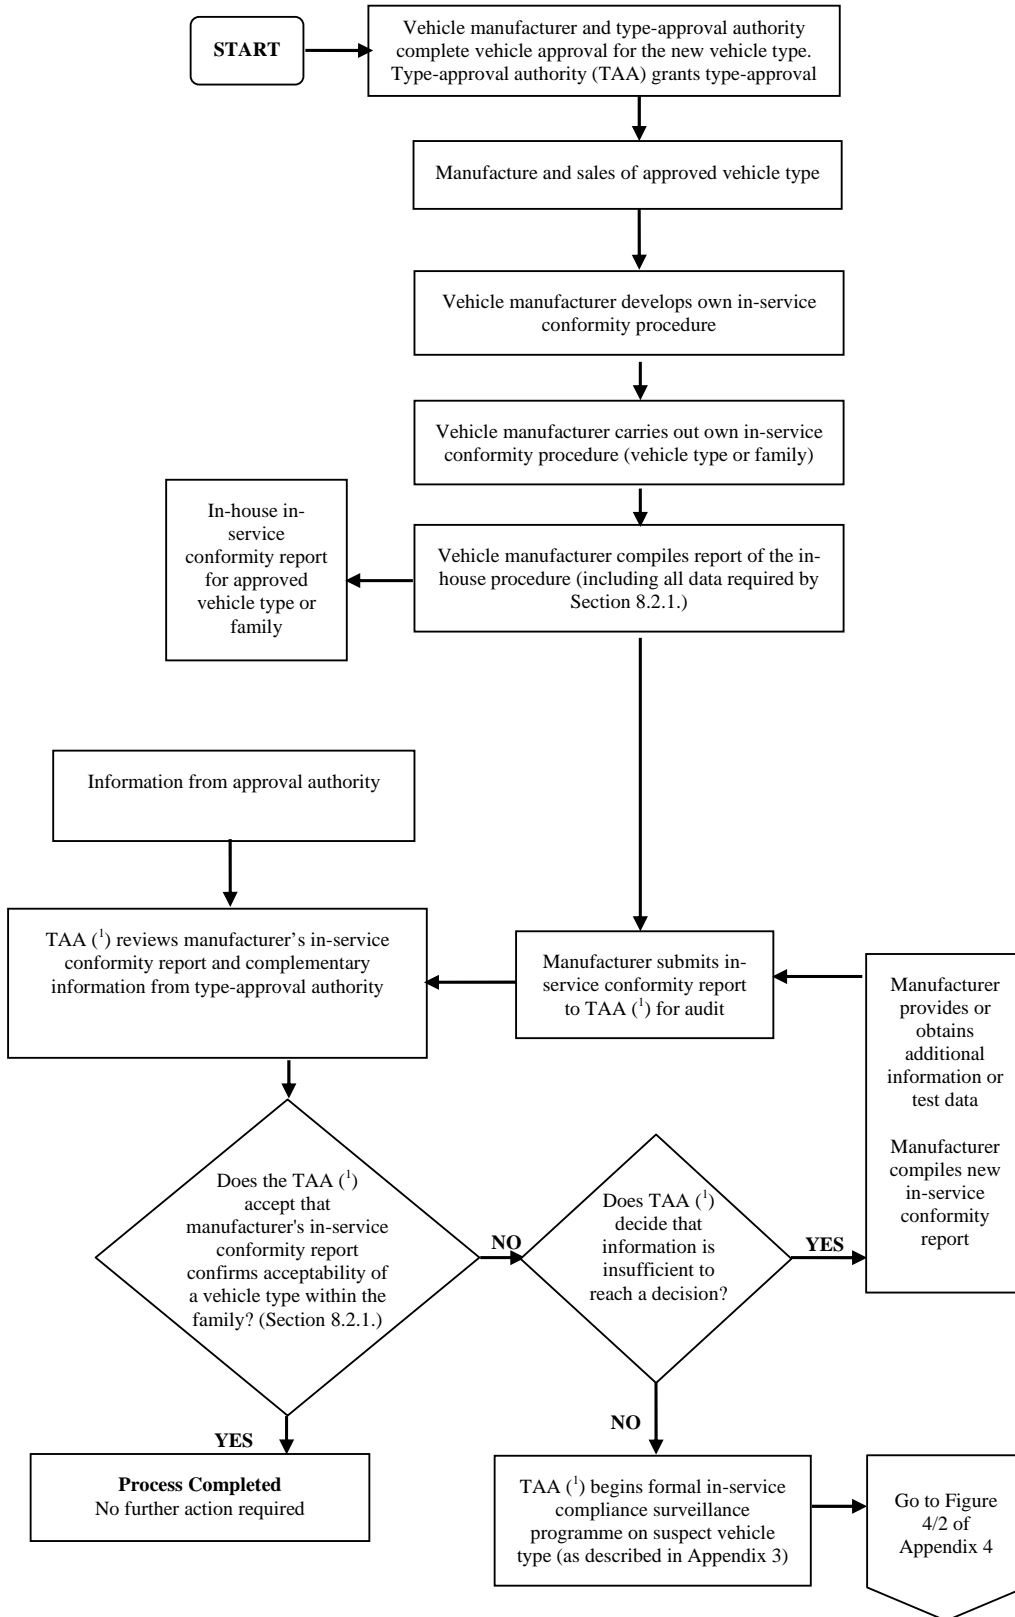 START
Vehicle manufacturer and type-approval authority
complete vehicle approval for the new vehicle type.
Type-approval authority (TAA) grants type-approval
Manufacture and sales of approved vehicle type
Vehicle manufacturer develops own in-service
conformity procedure
Vehicle manufacturer carries out own in-service
conformity procedure (vehicle type or family)
In-house in-
service
conformity report
for approved
vehicle type or
family
Vehicle manufacturer compiles report of the in-
house procedure (including all data required by
Section 8.2.1.)
Information from approval authority
TAA (¹) reviews manufacturer’s in-service
conformity report and complementary
information from type-approval authority
Manufacturer submits in-
service conformity report
to TAA (¹) for audit
Manufacturer
provides or
obtains
additional
information or
test data
Manufacturer
compiles new
in-service
conformity
report
Does the TAA (¹)
accept that
manufacturer's in-service
conformity report
confirms acceptability of
a vehicle type within the
family? (Section 8.2.1.)
NO
Does TAA (¹)
decide that
information is
insufficient to
reach a decision?
YES
YES
NO
Process Completed
No further action required
TAA (¹) begins formal in-service
compliance surveillance
programme on suspect vehicle
type (as described in Appendix 3)
Go to Figure
4/2 of
Appendix 4